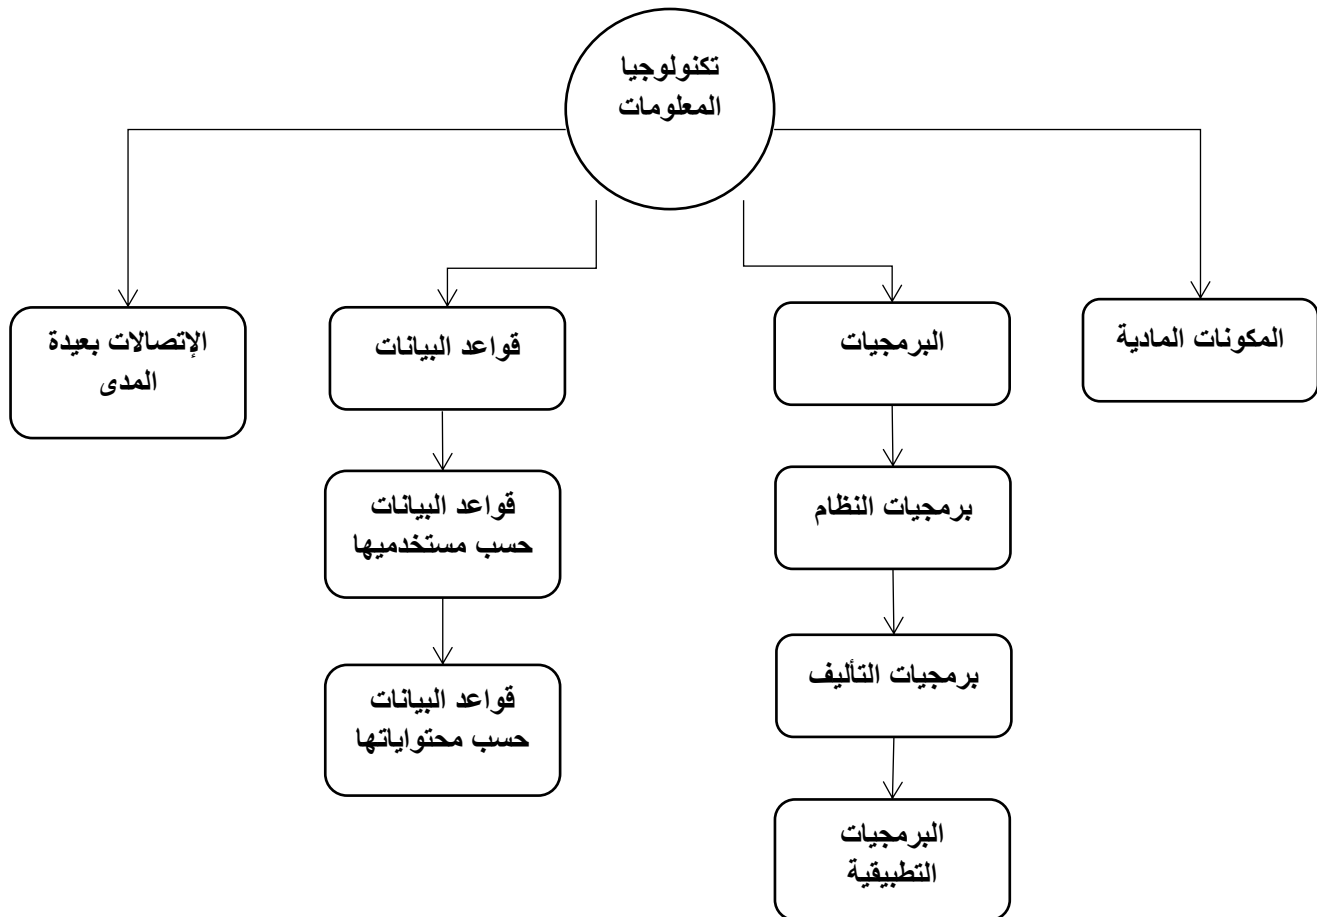 تكنولوجيا
المعلومات
المكونات المادية
البرمجيات
قواعد البيانات
الإتصالات بعيدة
المدى
برمجيات النظام
قواعد البيانات
حسب مستخدميها
برمجيات التأليف
قواعد البيانات
حسب محتواياتها
البرمجيات
التطبيقية